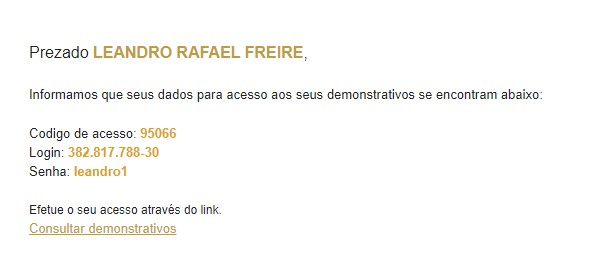 Prezado LEANDRO RAFAEL FREIRE,
Informamos que seus dados para acesso aos seus demonstrativos se encontram abaixo:
Codigo de acesso: 95066
Login: 382.817.788-30
Senha: leandro1
Efetue o seu acesso através do link.
Consultar demonstrativos